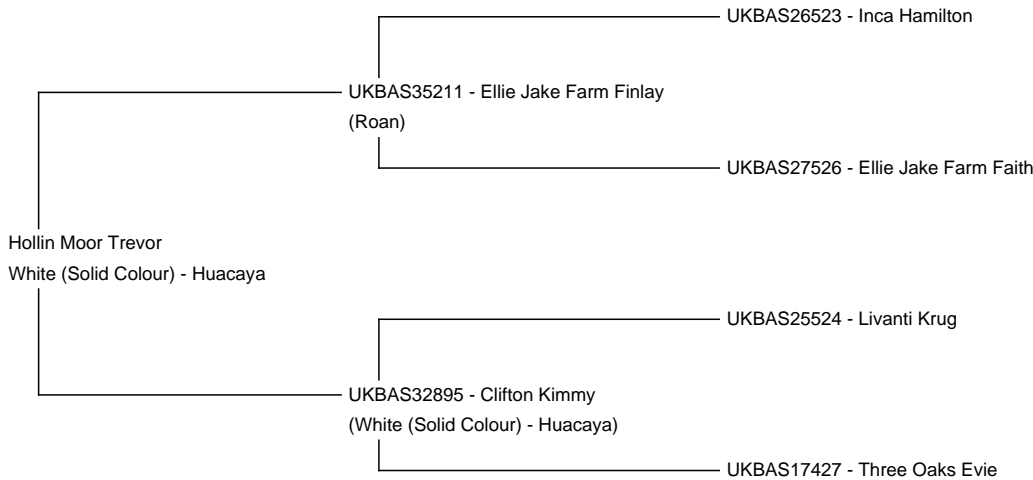 UKBAS26523 - Inca Hamilton
UKBAS35211 - Ellie Jake Farm Finlay
(Roan)
UKBAS27526 - Ellie Jake Farm Faith
Hollin Moor Trevor
White (Solid Colour) - Huacaya
UKBAS25524 - Livanti Krug
UKBAS32895 - Clifton Kimmy
(White (Solid Colour) - Huacaya)
UKBAS17427 - Three Oaks Evie